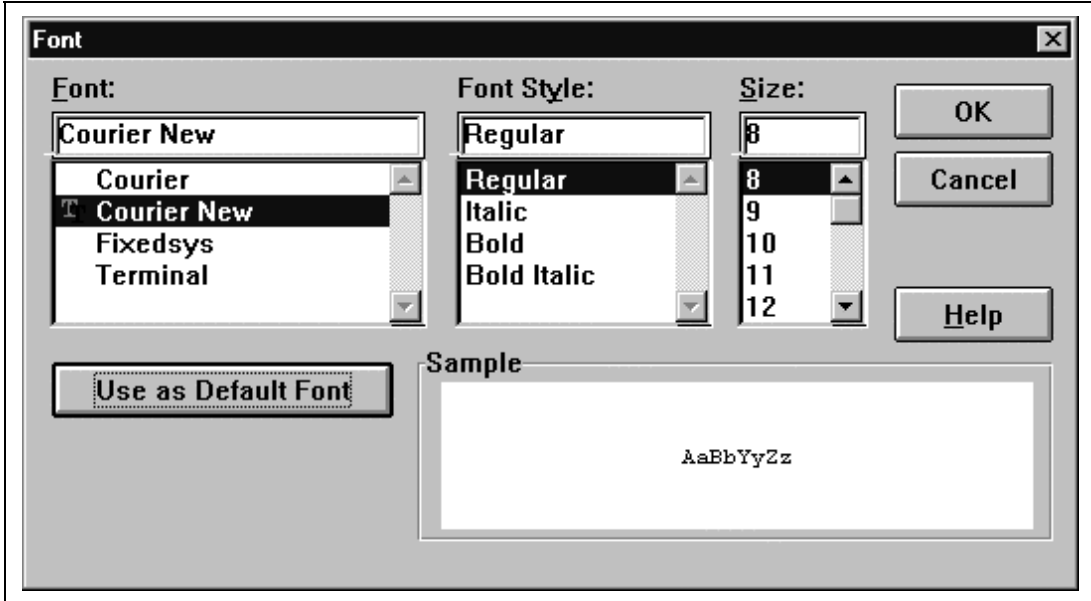 Font
Font: Font Style: Size:
Courier New Regular 8 OK
Courier Regular 8 Cancel
Courier New Italic 9
Fixedsys Bold 10
Terminal Bold Italic 11
12 Help
Use as Default Font Sample
AaBbYyZz